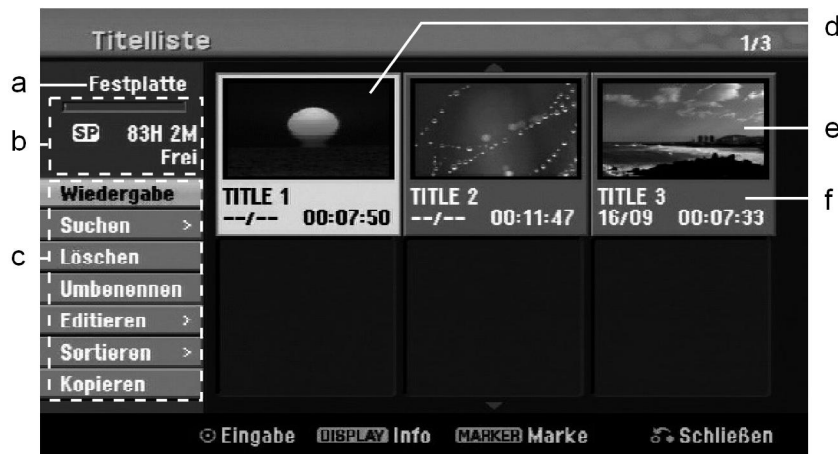 Titelliste
1/3
a
Festplatte
b
SP 83H 2M
Frei
c
Wiedergabe
Suchen >
Löschen
Umbenennen
Editieren >
Sortieren >
Kopieren
d
e
f
TITLE 1
--/-- 00:07:50
TITLE 2
--/-- 00:11:47
TITLE 3
16/09 00:07:33
Eingabe DISPLAY Info MARKER Marke Schließen